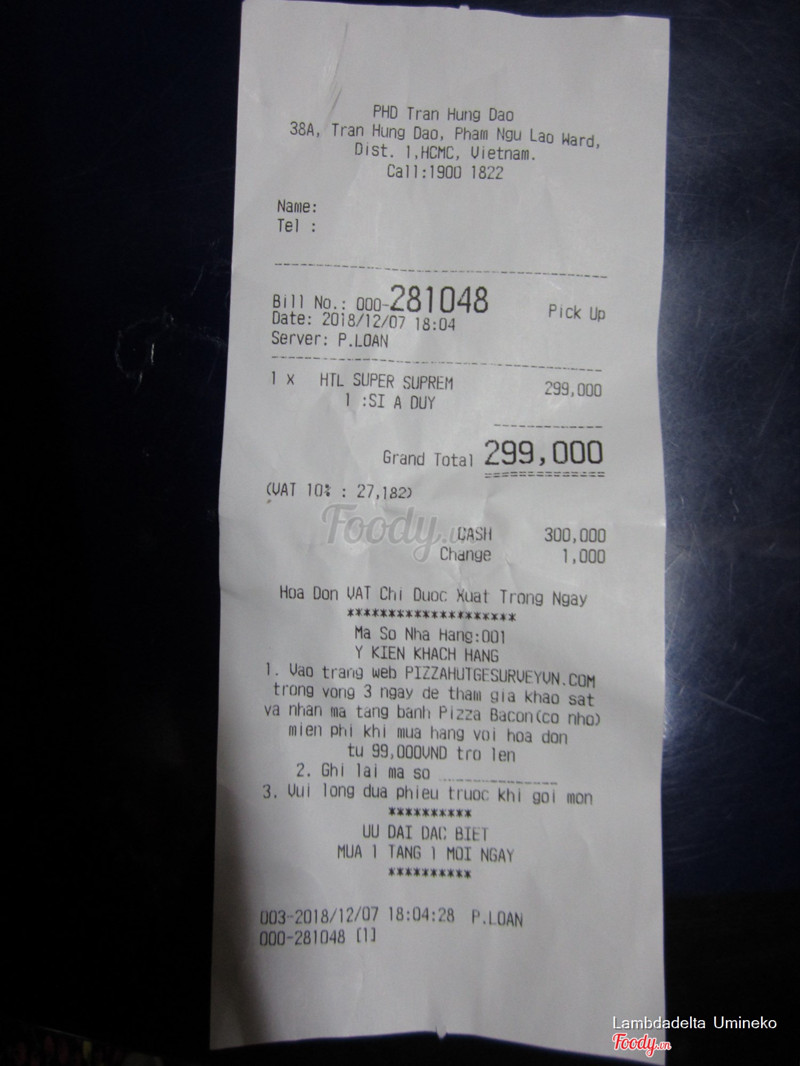 PHD Tran Hung Dao
38A, Tran Hung Dao, Pham Ngu Lao Ward,
Dist. 1,HCMC, Vietnam.
Call:1900 1822
Name:
Tel :
Bill No.: 000-281048 Pick Up
Date: 2018/12/07 18:04
Server: P.LOAN
1 x HTL SUPER SUPREM 299,000
1 :SI A DUY
Grand Total 299,000
(VAT 10% : 27,182)
Foody.vn
CASH 300,000
Change 1,000
Hoa Don VAT Chi Duoc Xuat Trong Ngay
********************
Ma So Nha Hang:001
Y KIEN KHACH HANG
1. Vao trang web PIZZAHUTGESURVEYVN.COM
trong vong 3 ngay de tham gia khao sat
va nhan ma tang banh Pizza Bacon(co nho)
mien phi khi mua hang voi hoa don
tu 99,000VND tro len
2. Ghi lai ma so ______________
3. Vui long dua phieu truoc khi goi mon
**********
UU DAI DAC BIET
MUA 1 TANG 1 MOI NGAY
**********
003-2018/12/07 18:04:28 P.LOAN
000-281048 [1]
Lambdadelta Umineko
Foody.vn